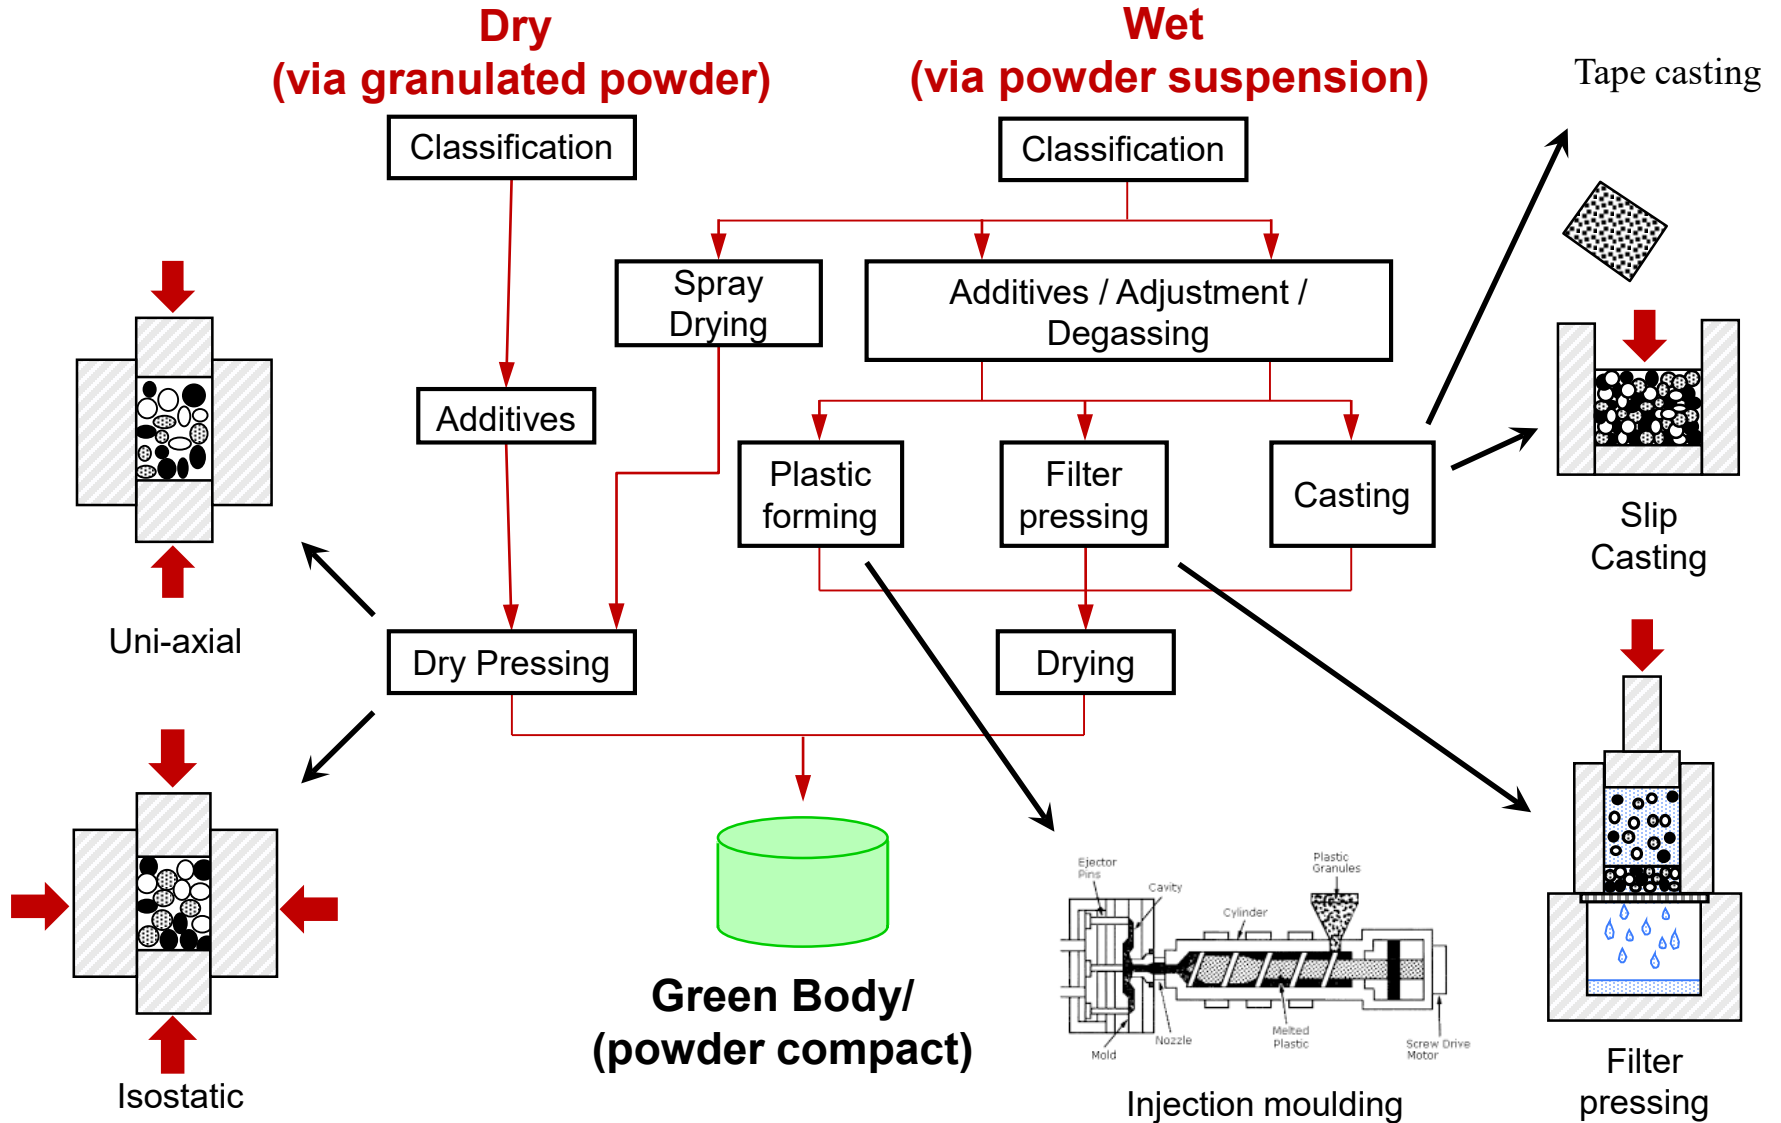 Dry
(via granulated powder)
Wet
(via powder suspension)
Tape casting
Classification
Classification
Spray
Drying
Additives / Adjustment /
Degassing
Additives
Plastic
forming
Filter
pressing
Casting
Slip
Casting
Uni-axial
Dry Pressing
Drying
Isostatic
Green Body/
(powder compact)
Ejector
Pins
Cavity
Cylinder
Plastic
Granules
Mold
Nozzle
Melted
Plastic
Screw Drive
Motor
Injection moulding
Filter
pressing